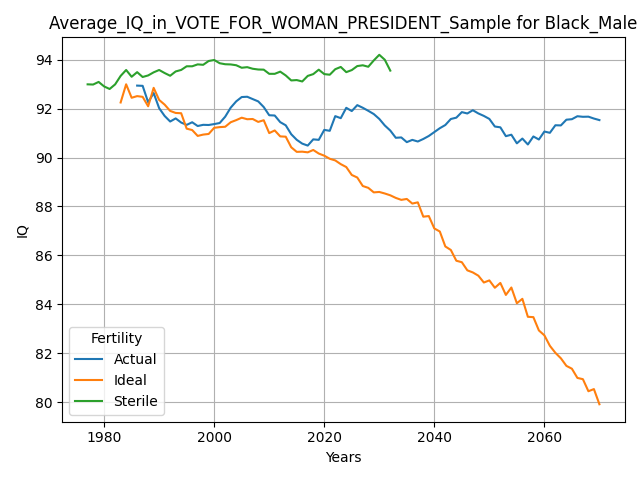 Average_IQ_in_VOTE_FOR_WOMAN_PRESIDENT_Sample for Black_Male
94
92
90
88
86
84
82
80
IQ
Fertility
Actual
Ideal
Sterile
1980
2000
2020
2040
2060
Years